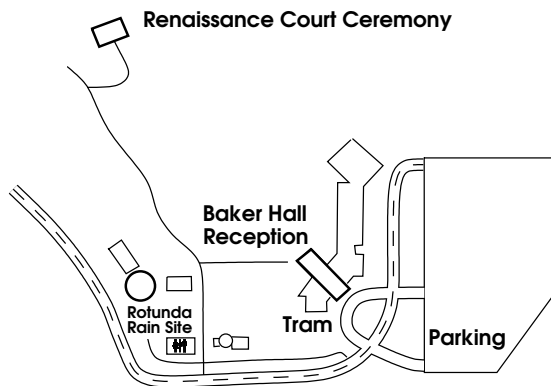 Renaissance Court Ceremony
Baker Hall
Reception
Rotunda
Rain Site
Tram
Parking